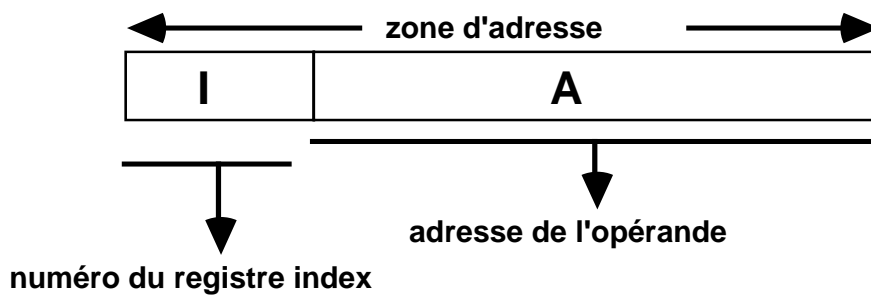 zone d'adresse
I A
adresse de l'opérande
numéro du registre index